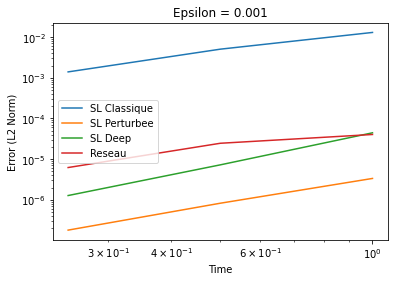 Epsilon = 0.001
Error (L2 Norm)
10⁻²
10⁻³
10⁻⁴
10⁻⁵
10⁻⁶
SL Classique
SL Perturbee
SL Deep
Reseau
3 × 10⁻¹
4 × 10⁻¹
6 × 10⁻¹
10⁰
Time